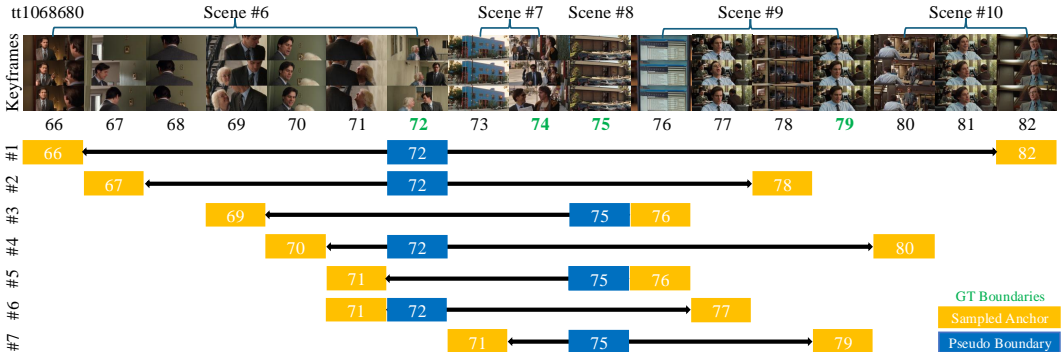 tt1068680 Scene #6 Scene #7 Scene #8 Scene #9 Scene #10
Keyframes
66 67 68 69 70 71 72 73 74 75 76 77 78 79 80 81 82
#1 66 72 82
#2 67 72 78
#3 69 75 76
#4 70 72 80
#5 71 75 76
#6 71 72 77
#7 71 75 79
GT Boundaries
Sampled Anchor
Pseudo Boundary